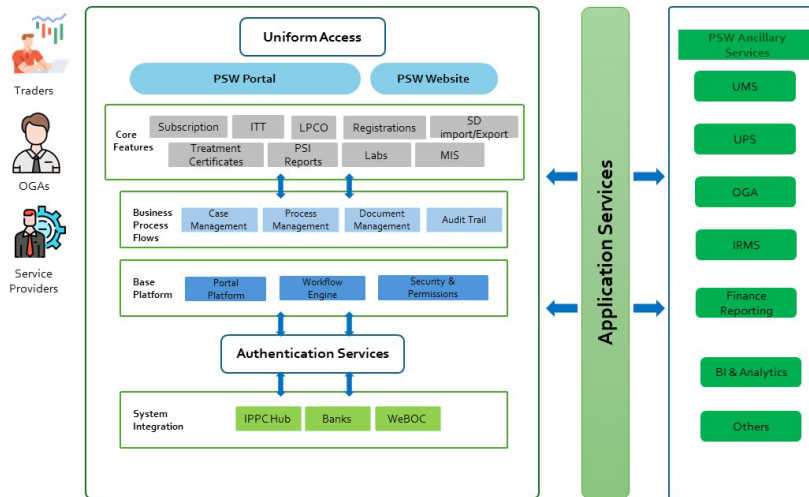 Traders
OGAs
Service
Providers
Uniform Access
PSW Portal
PSW Website
Core
Features
Subscription
ITT
LPCO
Registrations
SD
import/Export
Treatment
Certificates
PSI
Reports
Labs
MIS
Business
Process
Flows
Case
Management
Process
Management
Document
Management
Audit Trail
Base
Platform
Portal
Platform
Workflow
Engine
Security &
Permissions
Authentication Services
System
Integration
IPPC Hub
Banks
WeBOC
Application Services
PSW Ancillary
Services
UMS
UPS
OGA
IRMS
Finance
Reporting
BI & Analytics
Others